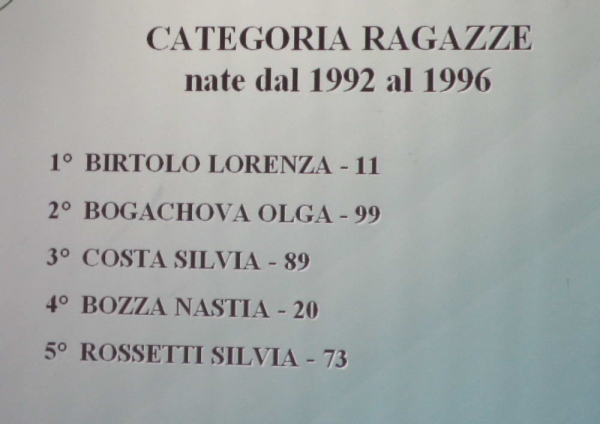 CATEGORIA RAGAZZE
nate dal 1992 al 1996
1° BIRTOLO LORENZA - 11
2° BOGACHOVA OLGA - 99
3° COSTA SILVIA - 89
4° BOZZA NASTIA - 20
5° ROSSETTI SILVIA - 73